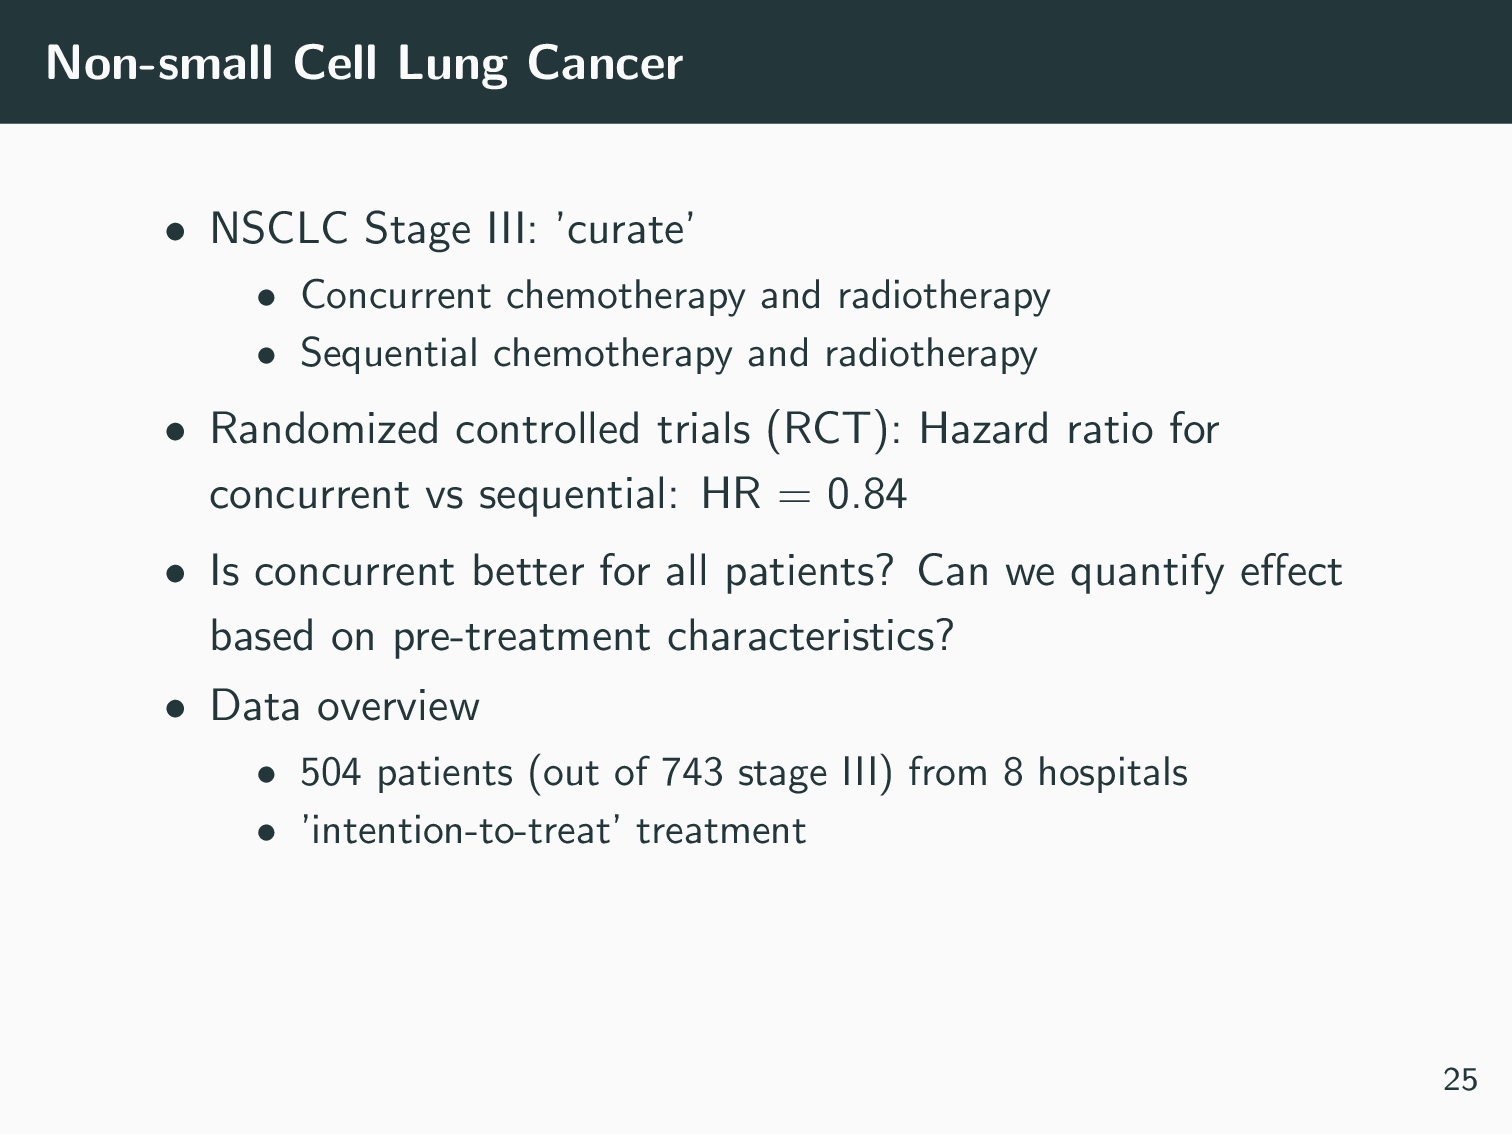 Non-small Cell Lung Cancer
• NSCLC Stage III: ’curate’
• Concurrent chemotherapy and radiotherapy
• Sequential chemotherapy and radiotherapy
• Randomized controlled trials (RCT): Hazard ratio for
concurrent vs sequential: HR = 0.84
• Is concurrent better for all patients? Can we quantify effect
based on pre-treatment characteristics?
• Data overview
• 504 patients (out of 743 stage III) from 8 hospitals
• ’intention-to-treat’ treatment
25